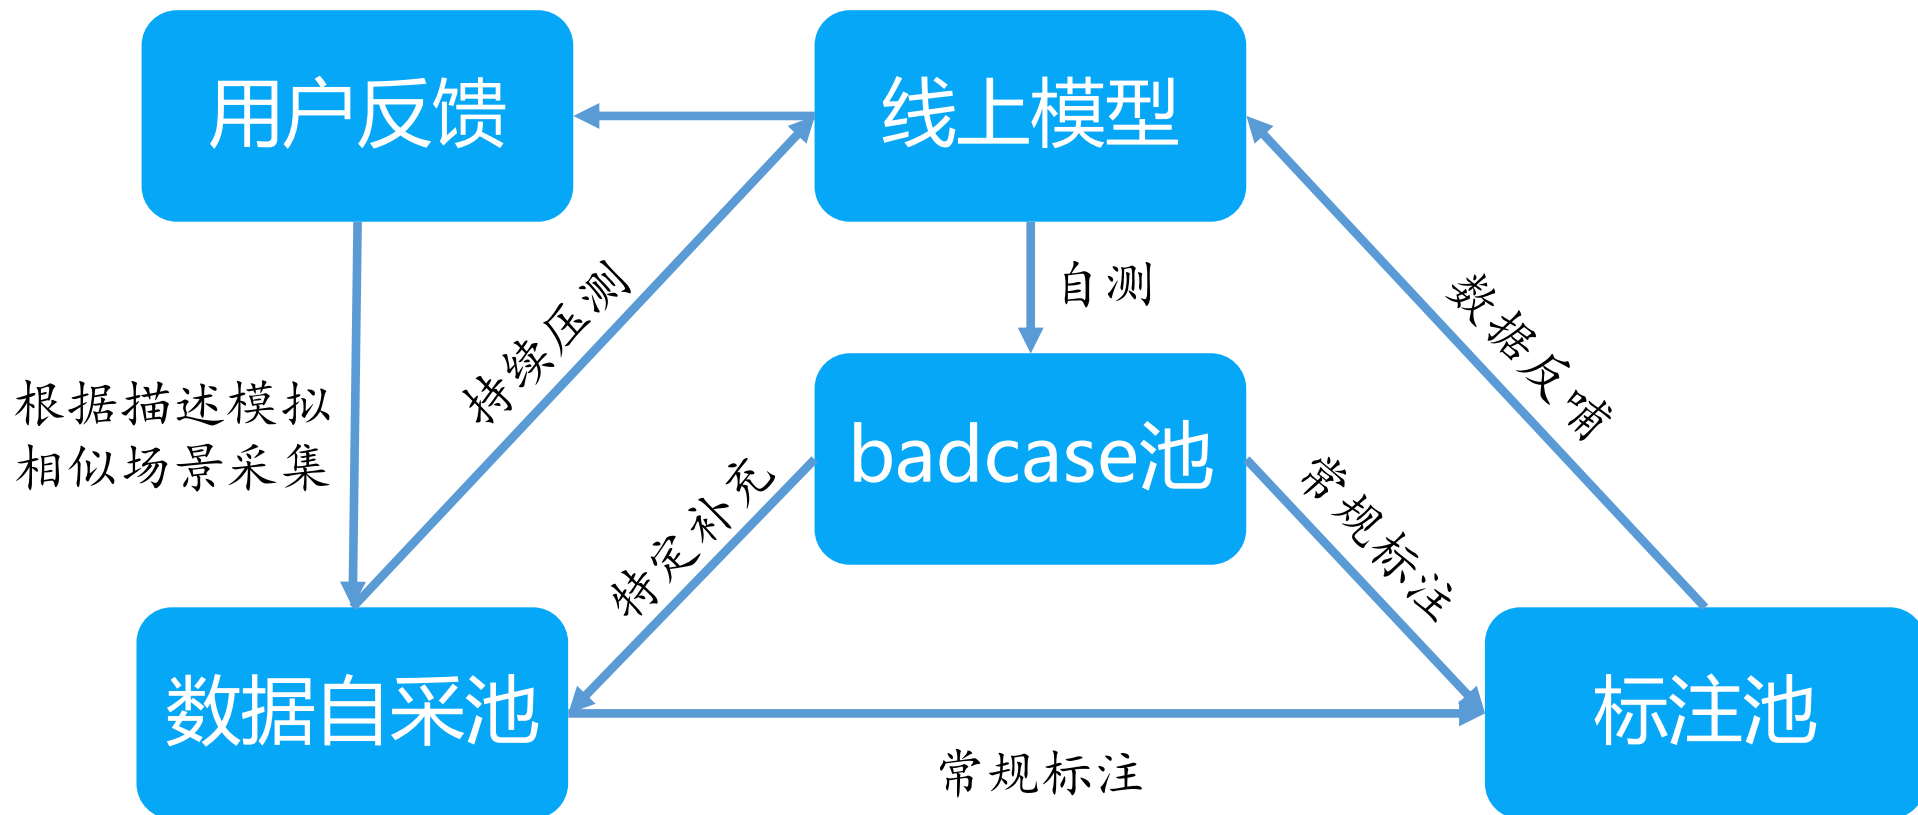 用户反馈
线上模型
自测
持续压测
数据反哺
根据描述模拟
相似场景采集
badcase池
特定补充
常规标注
数据自采池
标注池
常规标注